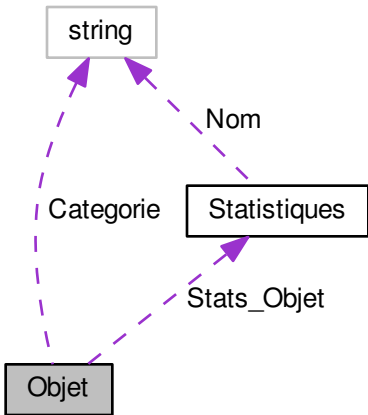 string
Nom
Categorie
Statistiques
Stats_Objet
Objet